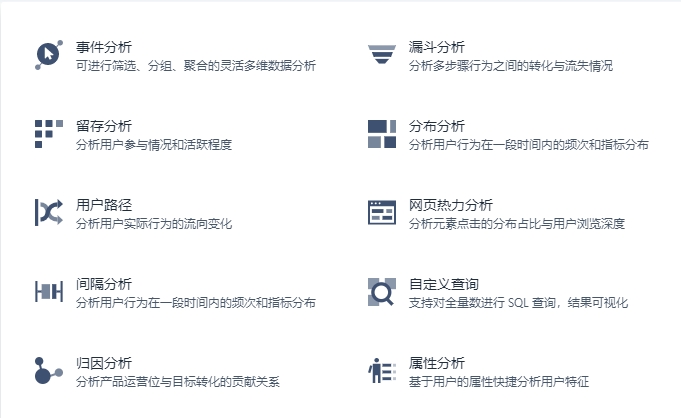 事件分析
可进行筛选、分组、聚合的灵活多维数据分析
漏斗分析
分析多步骤行为之间的转化与流失情况
留存分析
分析用户参与情况和活跃程度
分布分析
分析用户行为在一段时间内的频次和指标分布
用户路径
分析用户实际行为的流向变化
网页热力分析
分析元素点击的分布占比与用户浏览深度
间隔分析
分析用户行为在一段时间内的频次和指标分布
自定义查询
支持对全量数进行 SQL 查询，结果可视化
归因分析
分析产品运营位与目标转化的贡献关系
属性分析
基于用户的属性快捷分析用户特征